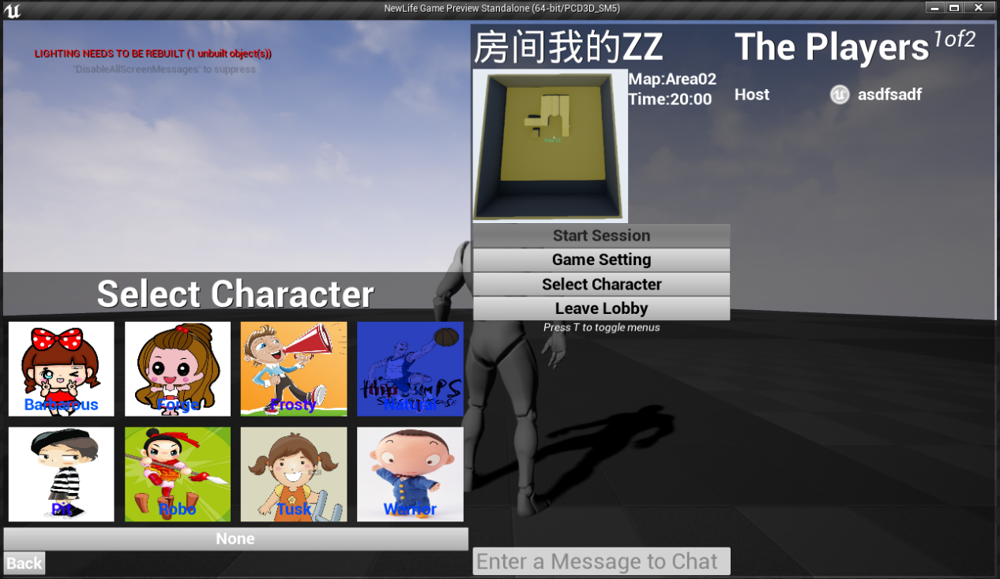 NewLife Game Preview Standalone (64-bit/PCD3D_SM5)
LIGHTING NEEDS TO BE REBUILT (1 unbuilt object(s))
'DisableAllScreenMessages' to suppress
房间我的ZZ
Map:Area02
Time:20:00
Start Session
Game Setting
Select Character
Leave Lobby
Press T to toggle menus
The Players 1of2
Host asdfsadf
Select Character
Barbarous Forge Frosty Natural
Pit Robo Tusk Warrior
None
Back
Enter a Message to Chat